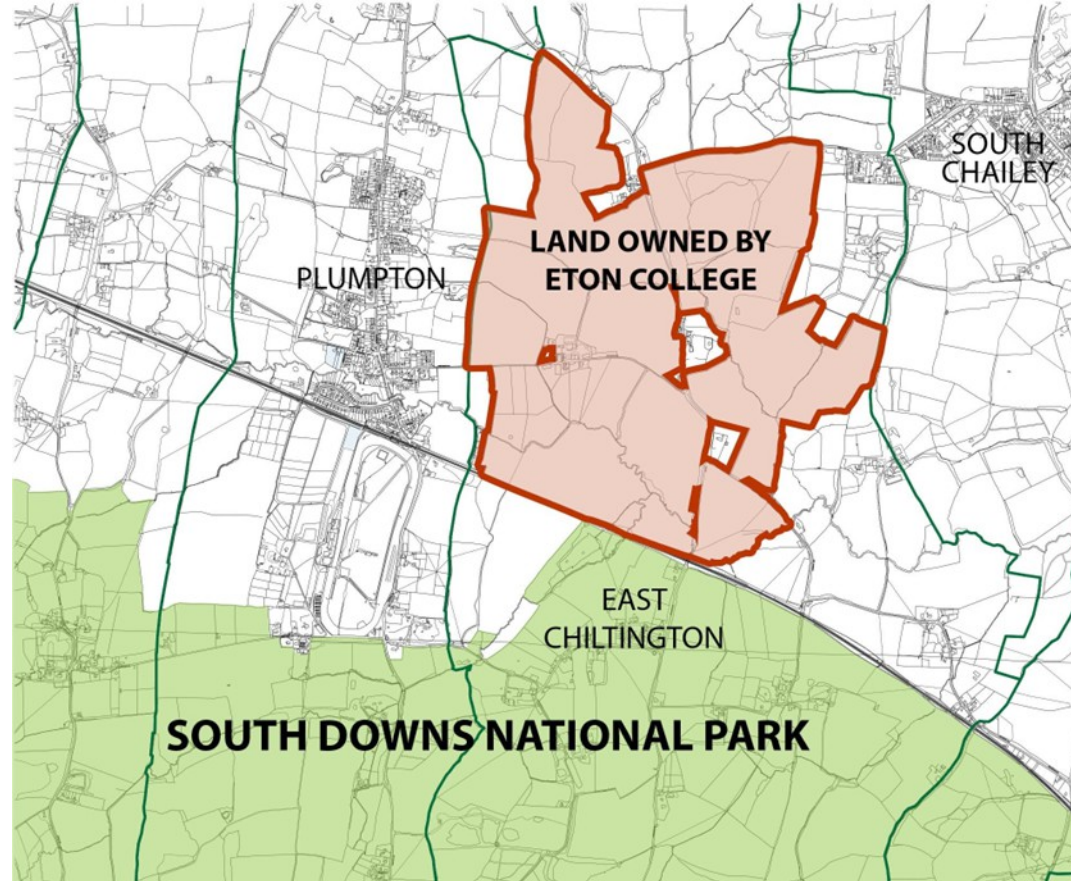 SOUTH
CHAILEY
LAND OWNED BY
ETON COLLEGE
PLUMPTON
EAST
CHILTINGTON
SOUTH DOWNS NATIONAL PARK